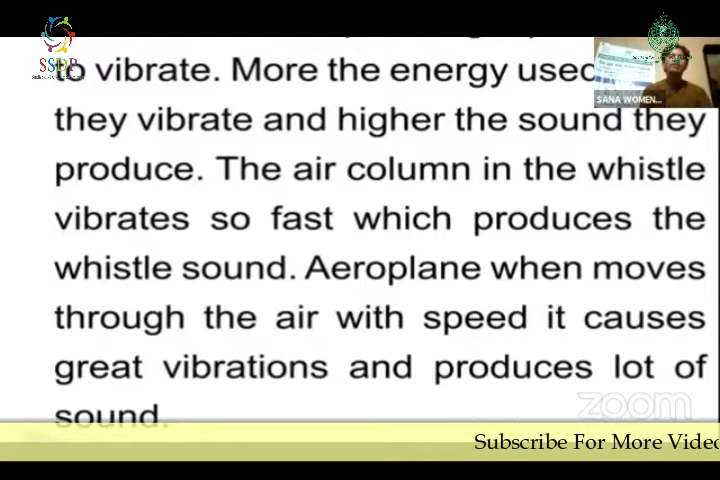 SSDP
to vibrate. More the energy used
SANA WOMEN...
they vibrate and higher the sound they
produce. The air column in the whistle
vibrates so fast which produces the
whistle sound. Aeroplane when moves
through the air with speed it causes
great vibrations and produces lot of
sound.
zoom
Subscribe For More Video